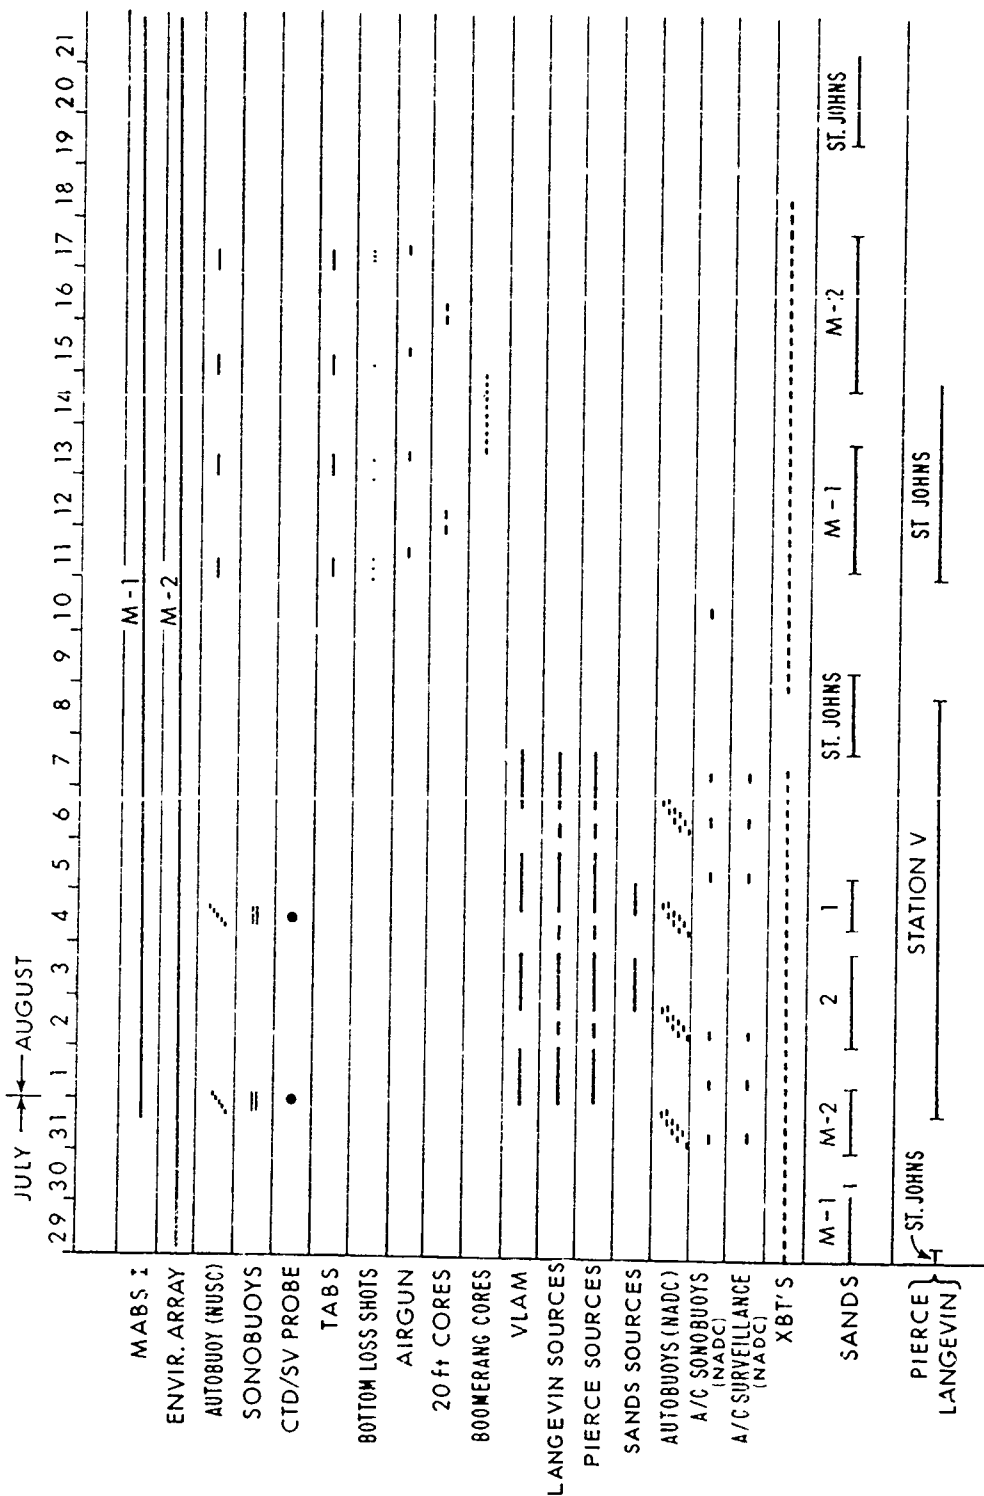 JULY AUGUST
29 30 31 1 2 3 4 5 6 7 8 9 10 11 12 13 14 15 16 17 18 19 20 21
MABS I M-1
ENVIR. ARRAY M-2
AUTOBUOY (NUSC)
SONOBUOYS
CTD/SV PROBE
TABS
BOTTOM LOSS SHOTS
AIRGUN
20 ft CORES
BOOMERANG CORES
VLAM
LANGEVIN SOURCES
PIERCE SOURCES
SANDS SOURCES
AUTOBUOYS (NADC)
A/C SONOBUOYS
(NADC)
A/C SURVEILLANCE
(NADC)
XBT'S
SANDS M-1 M-2 2 1 ST. JOHNS M-1 M-2 ST. JOHNS
PIERCE ST. JOHNS STATION V ST JOHNS
LANGEVIN